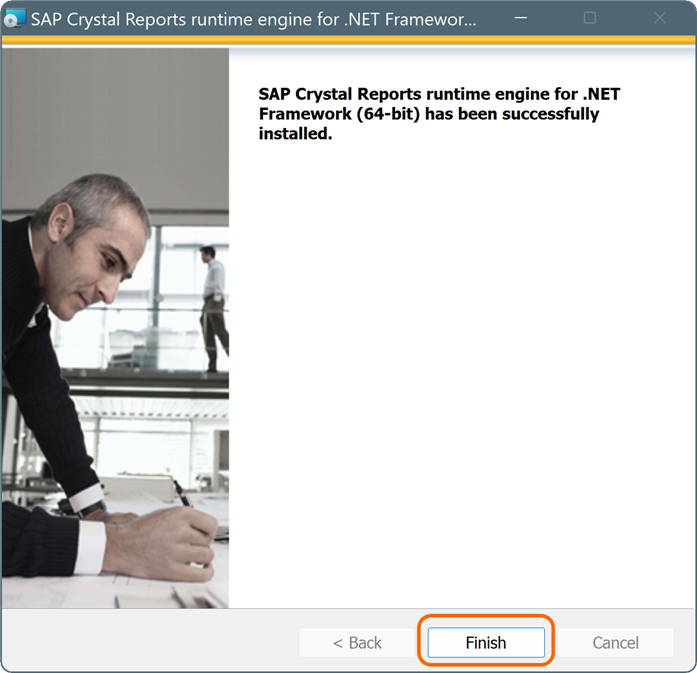 SAP Crystal Reports runtime engine for .NET Framewor...
SAP Crystal Reports runtime engine for .NET
Framework (64-bit) has been successfully
installed.
< Back
Finish
Cancel